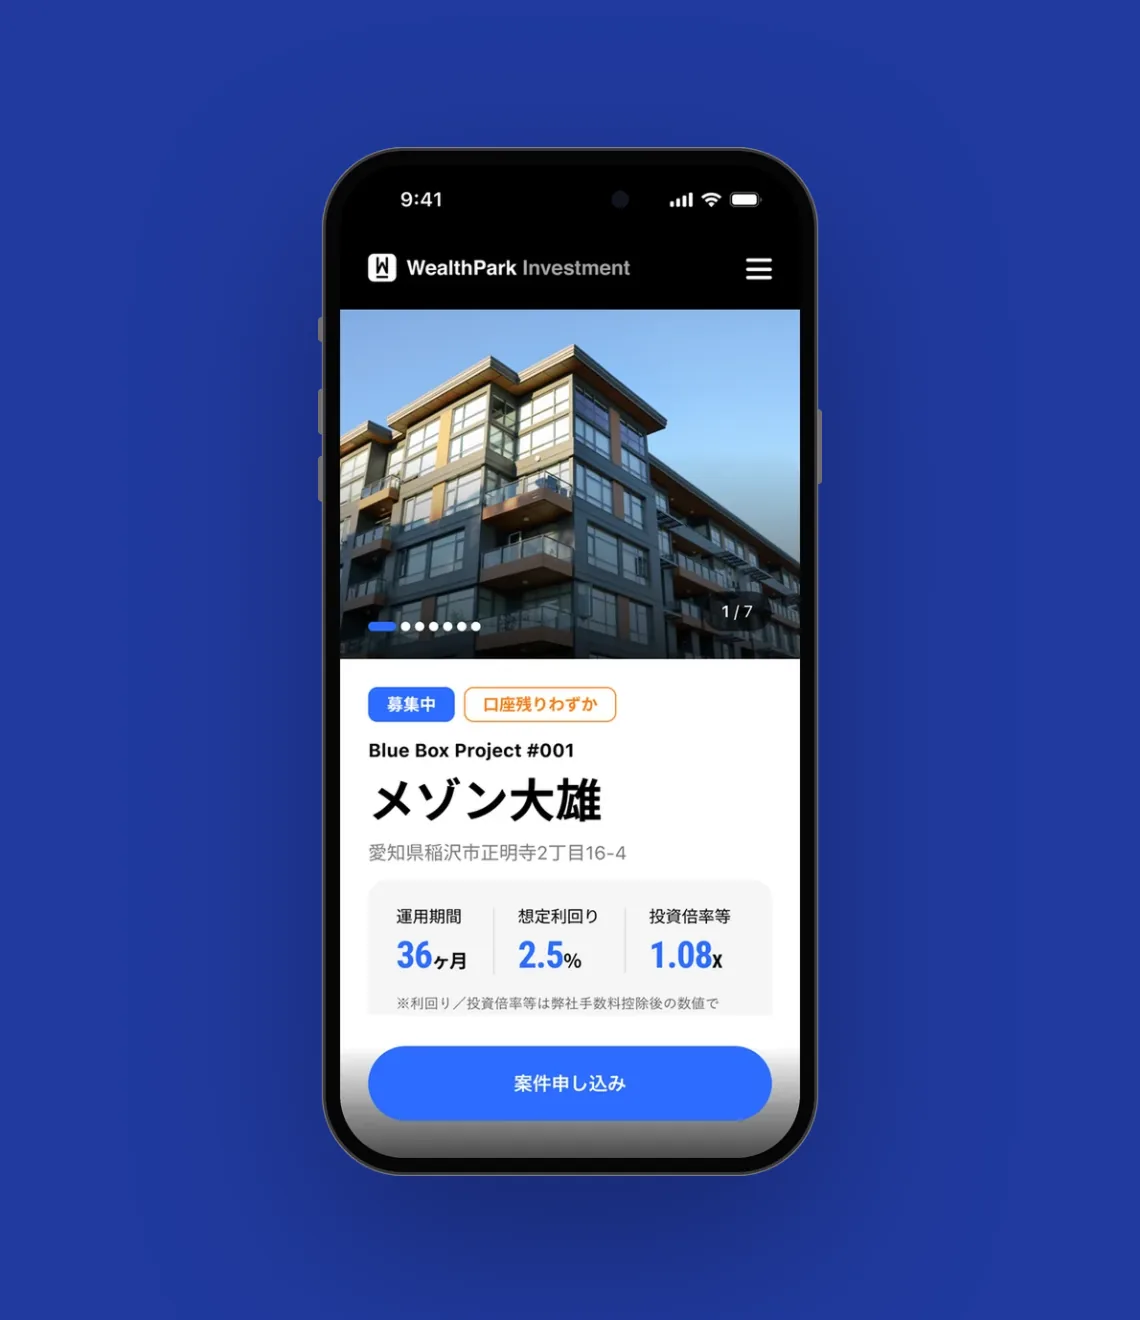 9:41
WealthPark Investment
1 / 7
募集中 口座残りわずか
Blue Box Project #001
メゾン大雄
愛知県稲沢市正明寺2丁目16-4
運用期間 想定利回り 投資倍率等
36ヶ月 2.5% 1.08x
※利回り／投資倍率等は弊社手数料控除後の数値で
案件申し込み